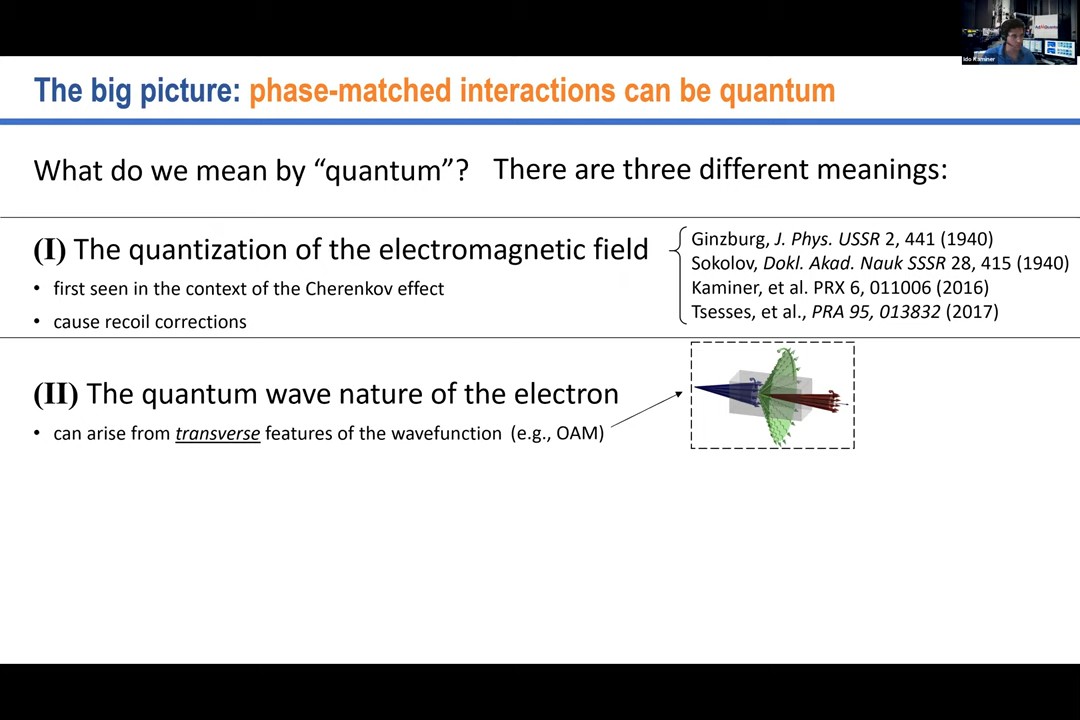 Ido Kaminer
The big picture: phase-matched interactions can be quantum
What do we mean by “quantum”? There are three different meanings:
(I) The quantization of the electromagnetic field
• first seen in the context of the Cherenkov effect
• cause recoil corrections
Ginzburg, J. Phys. USSR 2, 441 (1940)
Sokolov, Dokl. Akad. Nauk SSSR 28, 415 (1940)
Kaminer, et al. PRX 6, 011006 (2016)
Tsesses, et al., PRA 95, 013832 (2017)
(II) The quantum wave nature of the electron
• can arise from transverse features of the wavefunction (e.g., OAM)